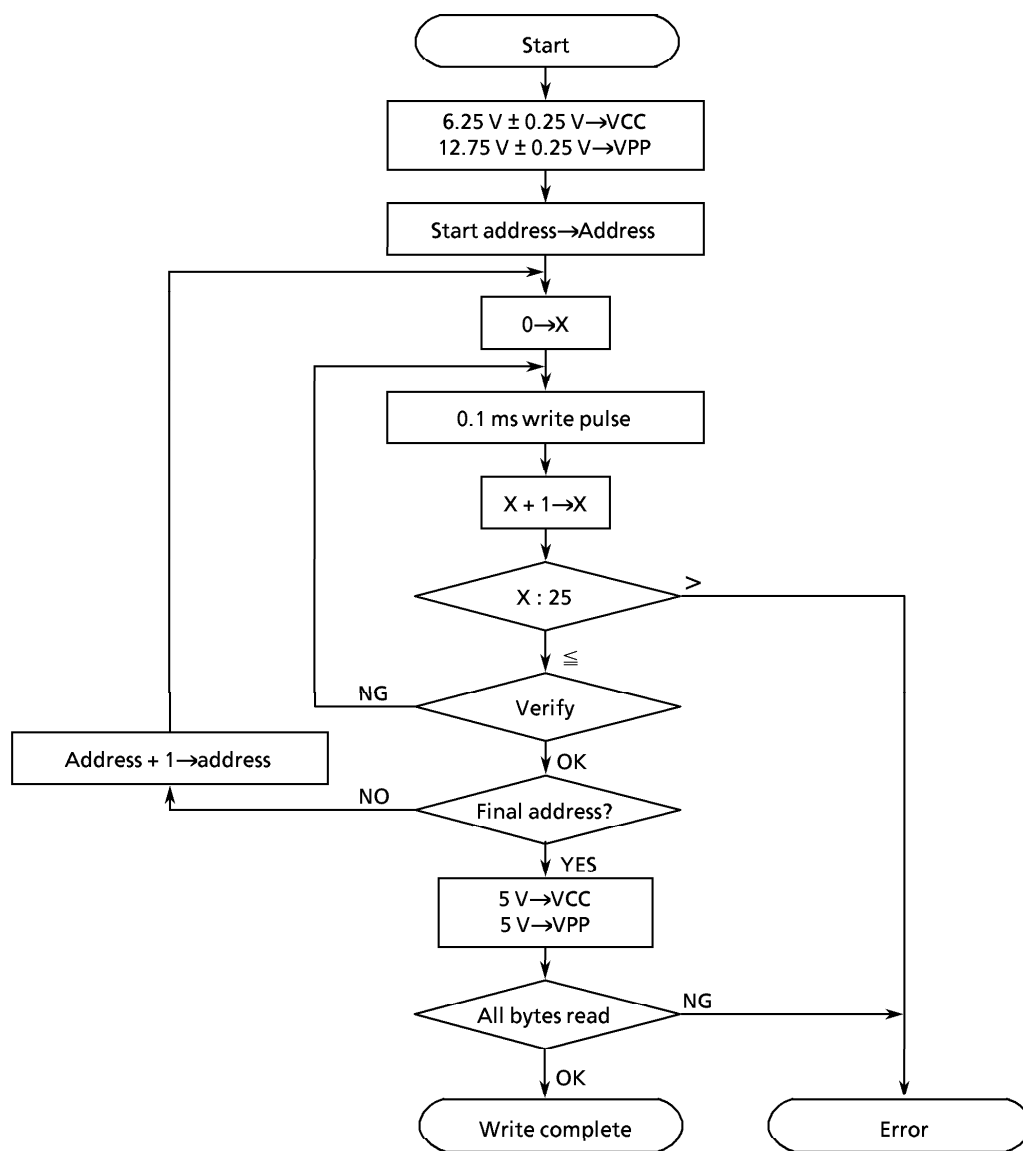 Start
6.25 V ± 0.25 V→VCC
12.75 V ± 0.25 V→VPP
Start address→Address
0→X
0.1 ms write pulse
X + 1→X
X : 25
>
≦
Verify
NG
OK
Address + 1→address
Final address?
NO
YES
5 V→VCC
5 V→VPP
All bytes read
NG
OK
Write complete
Error